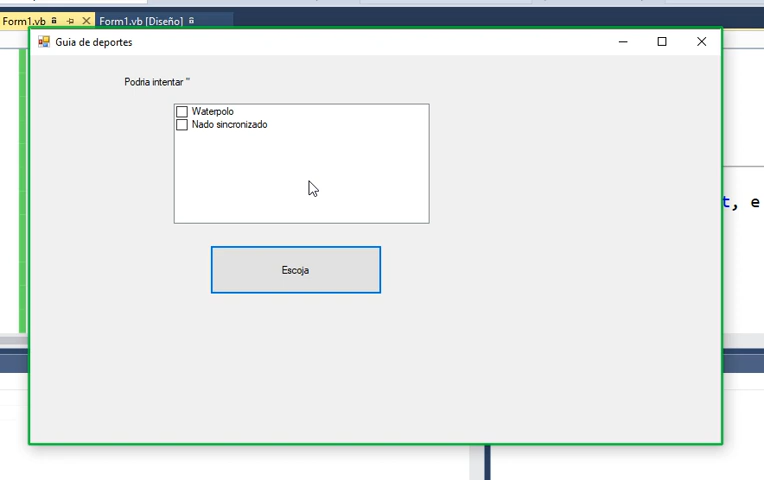 Form1.vb
Form1.vb [Diseño]
Guia de deportes
Podria intentar "
Waterpolo
Nado sincronizado
t, e
Escoja